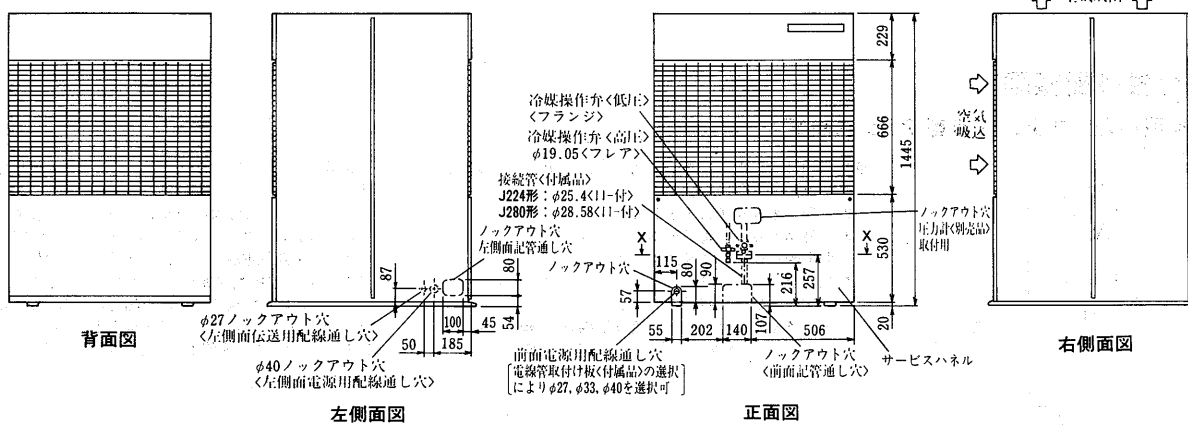 背面図
87
80
100
45
54
50
185
ノックアウト穴
左側面記管通し穴
φ27ノックアウト穴
<左側面伝送用配線通し穴>
φ40ノックアウト穴
<左側面電源用配線通し穴>
左側面図
冷媒操作弁<低圧>
<フランジ>
冷媒操作弁<高圧>
φ19.05<フレア>
接続管<付属品>
J224形：φ25.4<ロー付>
J280形：φ28.58<ロー付>
ノックアウト穴
X
X
115
57
80
90
55
202
140
107
216
257
506
229
666
530
20
1445
ノックアウト穴
圧力計<別売品>
取付用
前面電源用配線通し穴
電線管取付け板<付属品>の選択
によりφ27, φ33, φ40を選択可
ノックアウト穴
<前面記管通し穴>
サービスパネル
正面図
空気
吸込
右側面図